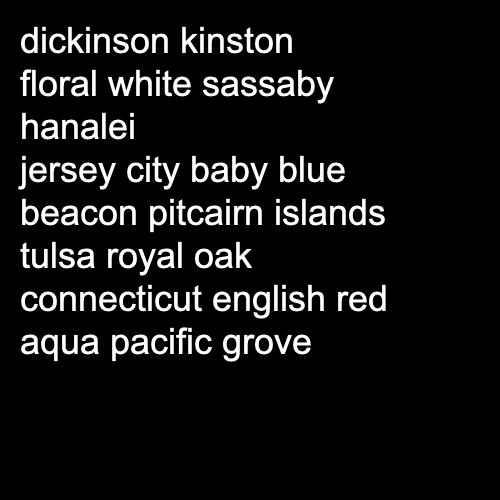 dickinson kinston
floral white sassaby
hanalei
jersey city baby blue
beacon pitcairn islands
tulsa royal oak
connecticut english red
aqua pacific grove